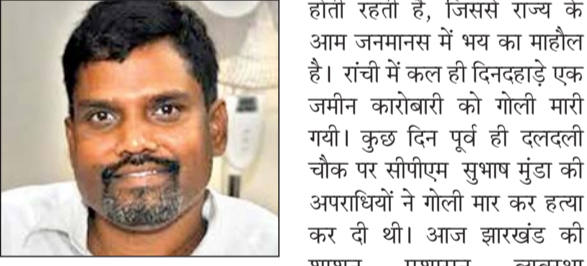 होती रहती है, जिससे राज्य के
आम जनमानस में भय का माहौल
है। रांची में कल ही दिनदहाड़े एक
जमीन कारोबारी को गोली मारी
गयी। कुछ दिन पूर्व ही दलदली
चौक पर सीपीएम सुभाष मुंडा की
अपराधियों ने गोली मार कर हत्या
कर दी थी। आज झारखंड की